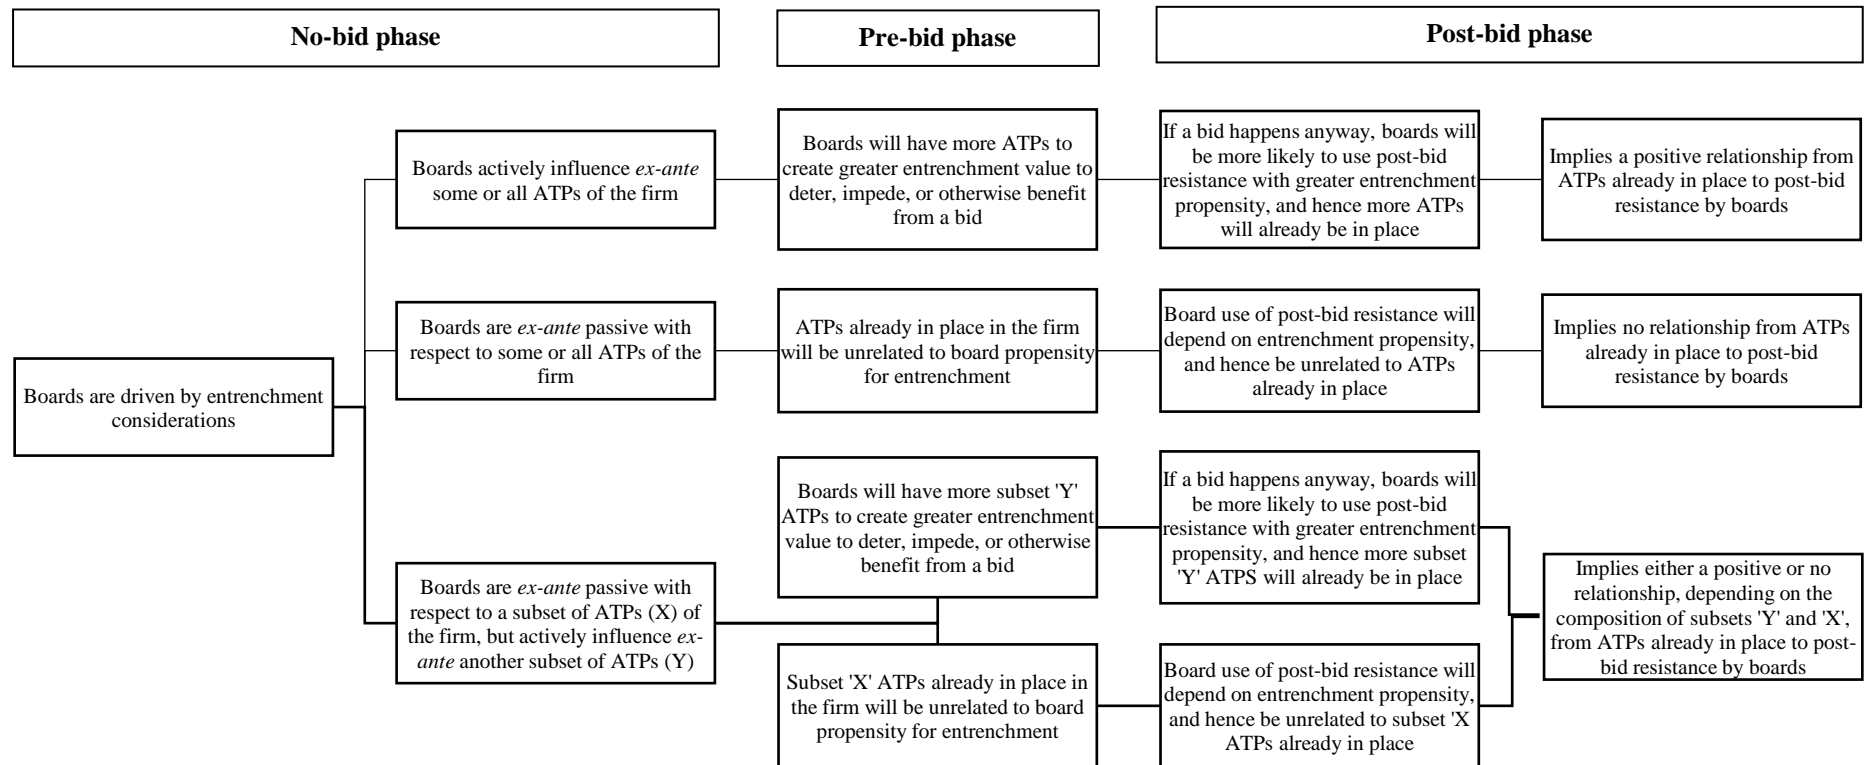 No-bid phase
Pre-bid phase
Post-bid phase
Boards are driven by entrenchment
considerations
Boards actively influence ex-ante
some or all ATPs of the firm
Boards will have more ATPs to
create greater entrenchment value to
deter, impede, or otherwise benefit
from a bid
If a bid happens anyway, boards will
be more likely to use post-bid
resistance with greater entrenchment
propensity, and hence more ATPs
will already be in place
Implies a positive relationship from
ATPs already in place to post-bid
resistance by boards
Boards are ex-ante passive with
respect to some or all ATPs of the
firm
ATPs already in place in the firm
will be unrelated to board propensity
for entrenchment
Board use of post-bid resistance will
depend on entrenchment propensity,
and hence be unrelated to ATPs
already in place
Implies no relationship from ATPs
already in place to post-bid
resistance by boards
Boards are ex-ante passive with
respect to a subset of ATPs (X) of
the firm, but actively influence ex-
ante another subset of ATPs (Y)
Boards will have more subset 'Y'
ATPs to create greater entrenchment
value to deter, impede, or otherwise
benefit from a bid
If a bid happens anyway, boards will
be more likely to use post-bid
resistance with greater entrenchment
propensity, and hence more subset
'Y' ATPS will already be in place
Subset 'X' ATPs already in place in
the firm will be unrelated to board
propensity for entrenchment
Board use of post-bid resistance will
depend on entrenchment propensity,
and hence be unrelated to subset 'X
ATPs already in place
Implies either a positive or no
relationship, depending on the
composition of subsets 'Y' and 'X',
from ATPs already in place to post-
bid resistance by boards